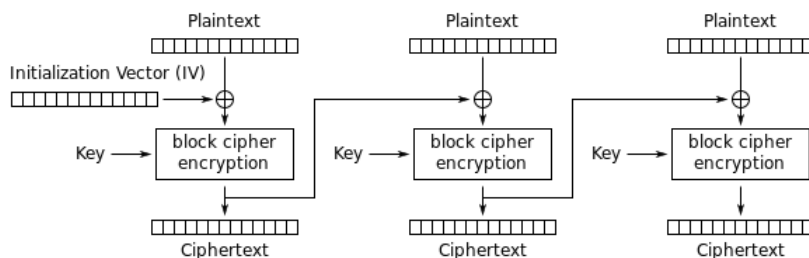 Plaintext
Plaintext
Plaintext
Initialization Vector (IV)
Key
block cipher
encryption
Key
block cipher
encryption
Key
block cipher
encryption
Ciphertext
Ciphertext
Ciphertext